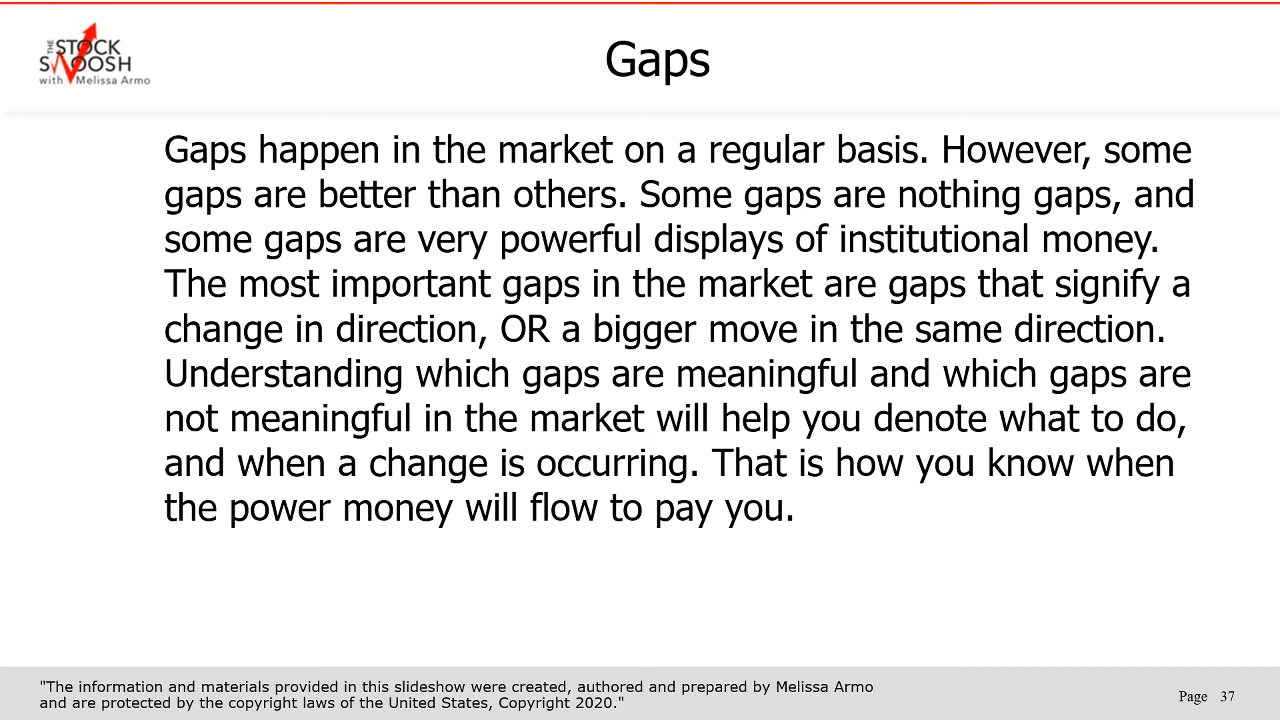 THE
STOCK
SWOOSH
with Melissa Armo
Gaps
Gaps happen in the market on a regular basis. However, some
gaps are better than others. Some gaps are nothing gaps, and
some gaps are very powerful displays of institutional money.
The most important gaps in the market are gaps that signify a
change in direction, OR a bigger move in the same direction.
Understanding which gaps are meaningful and which gaps are
not meaningful in the market will help you denote what to do,
and when a change is occurring. That is how you know when
the power money will flow to pay you.
"The information and materials provided in this slideshow were created, authored and prepared by Melissa Armo
and are protected by the copyright laws of the United States, Copyright 2020."
Page 37